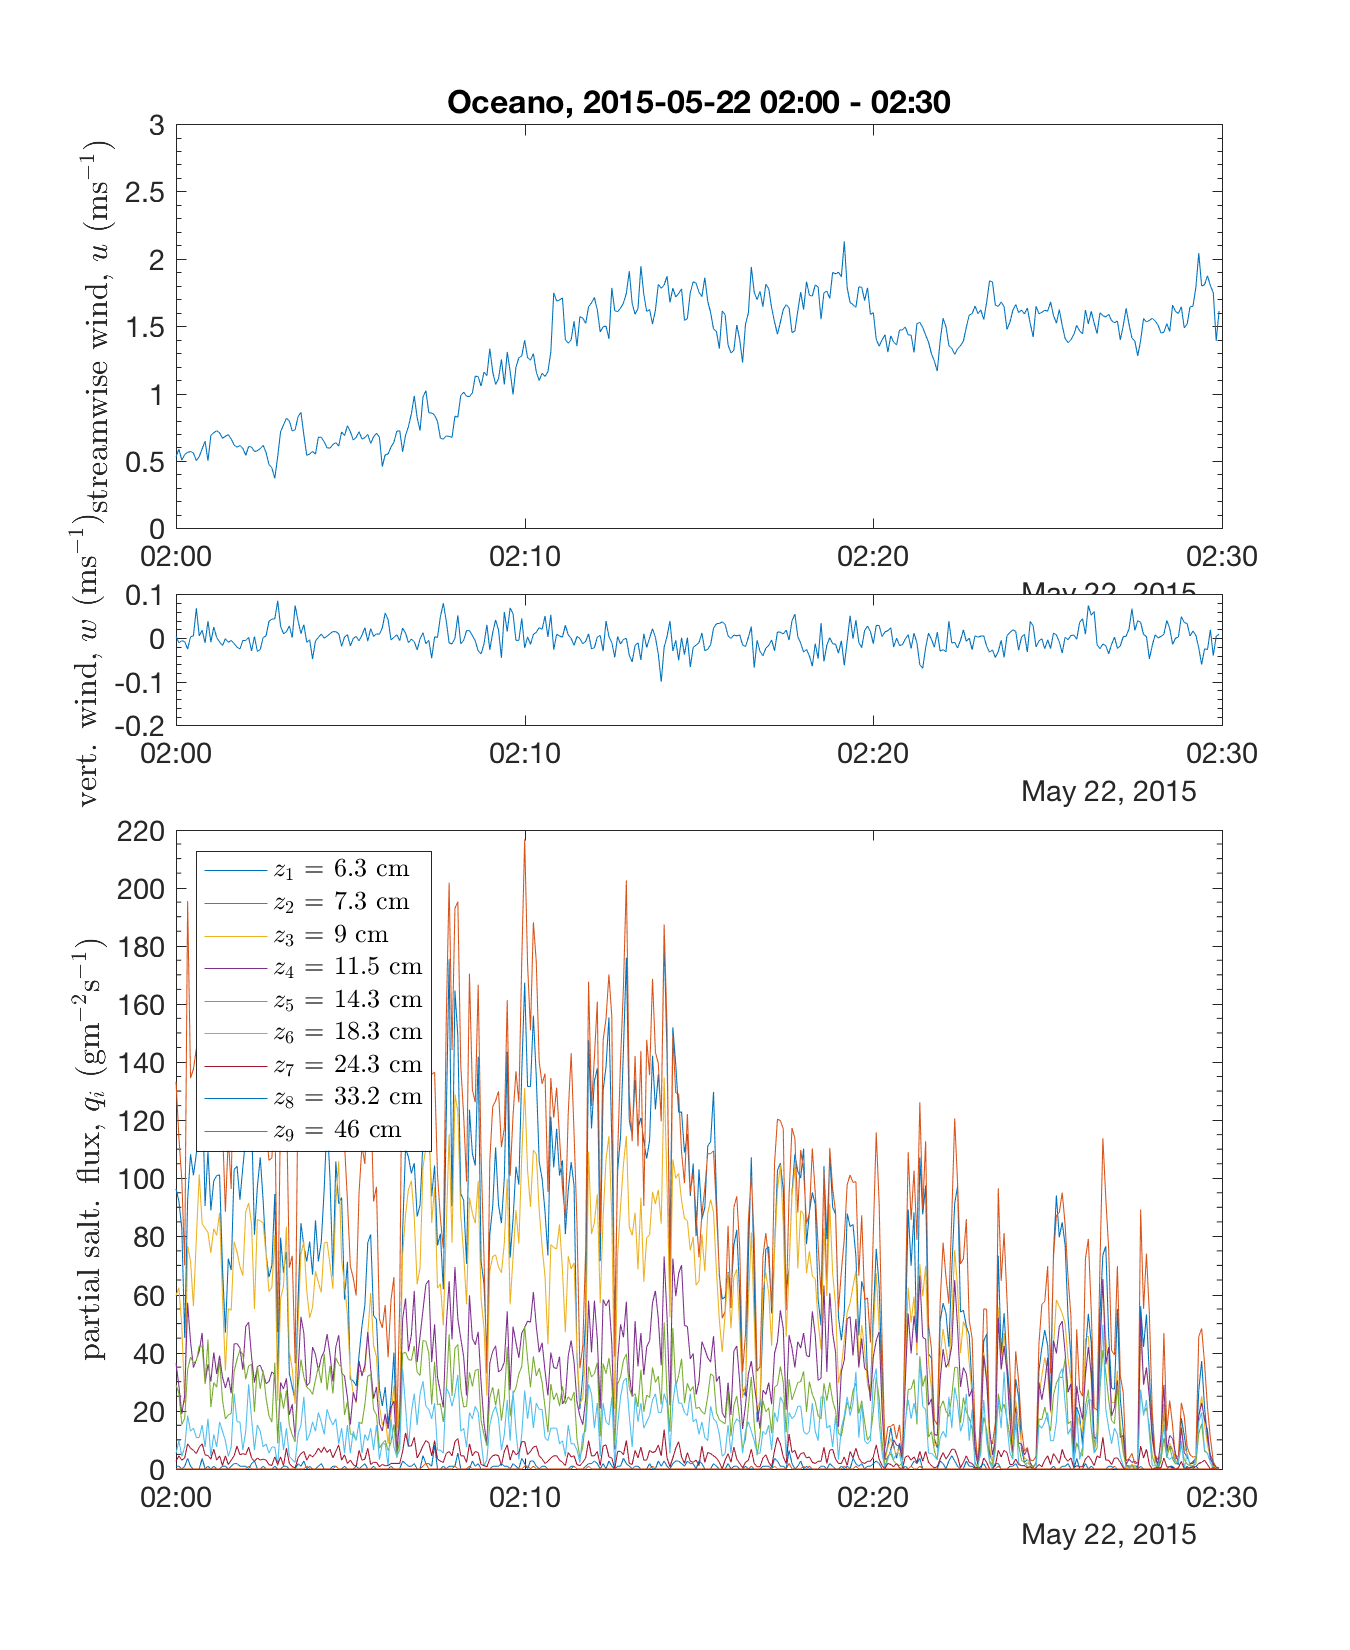 Oceano, 2015-05-22 02:00 - 02:30
streamwise wind, u (ms⁻¹)
3
2.5
2
1.5
1
0.5
0
02:00 02:10 02:20 02:30
May 22, 2015
vert. wind, w (ms⁻¹)
0.1
0
-0.1
-0.2
02:00 02:10 02:20 02:30
May 22, 2015
partial salt. flux, qᵢ (gm⁻²s⁻¹)
220
200
180
160
140
120
100
80
60
40
20
0
z₁ = 6.3 cm
z₂ = 7.3 cm
z₃ = 9 cm
z₄ = 11.5 cm
z₅ = 14.3 cm
z₆ = 18.3 cm
z₇ = 24.3 cm
z₈ = 33.2 cm
z₉ = 46 cm
02:00 02:10 02:20 02:30
May 22, 2015